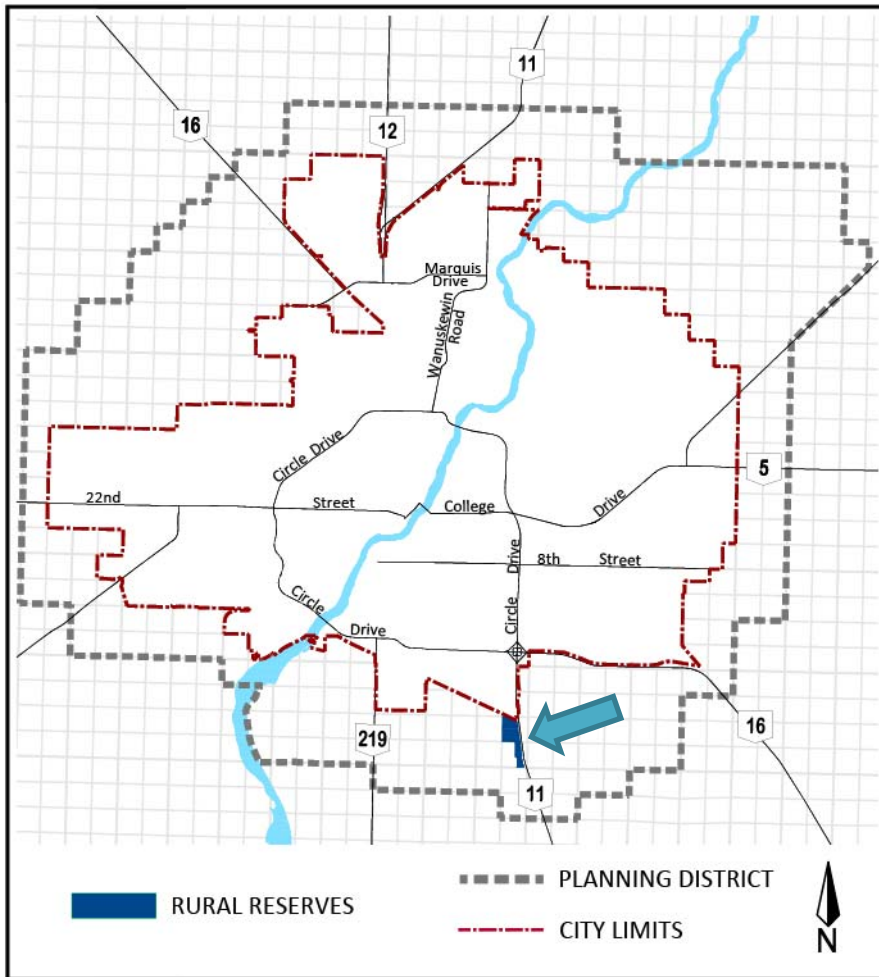 11
16
12
Marquis
Drive
Wanuskewin
Road
Circle Drive
22nd
Street
College
Drive
5
Drive
8th
Street
Circle
Circle
Drive
219
16
11
RURAL RESERVES
PLANNING DISTRICT
CITY LIMITS
N